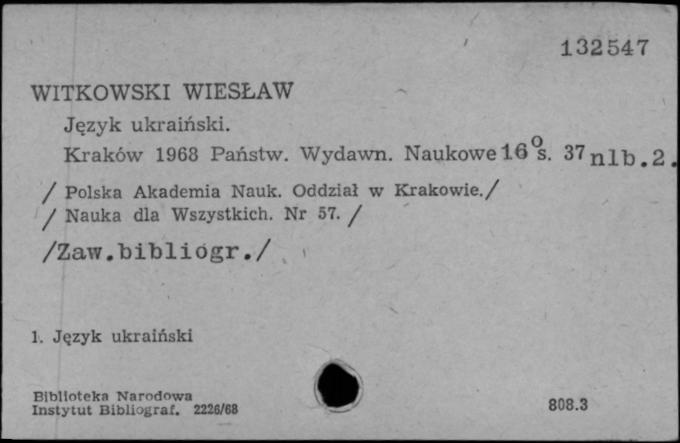 132547
WITKOWSKI WIESŁAW
Język ukraiński.
Kraków 1968 Państw. Wydawn. Naukowe 16° s. 37 nlb.2.
/ Polska Akademia Nauk. Oddział w Krakowie./
/ Nauka dla Wszystkich. Nr 57. /
/Zaw.bibliogr./
1. Język ukraiński
Biblioteka Narodowa
Instytut Bibliograf. 2226/68
808.3